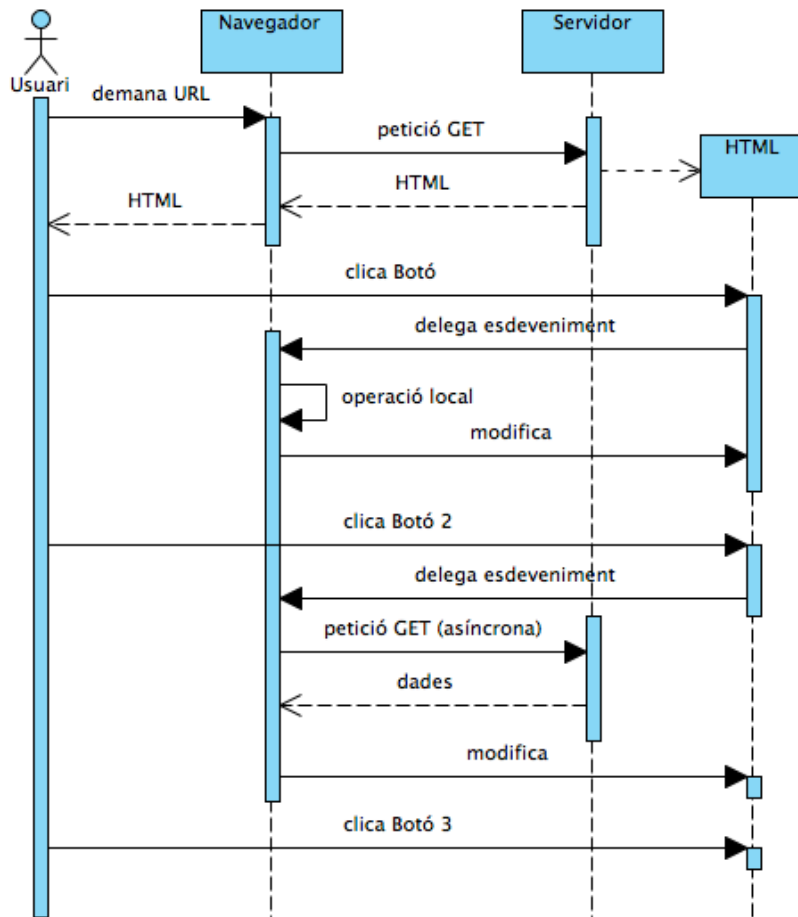 Navegador
Servidor
Usuari
demana URL
petició GET
HTML
HTML
HTML
clica Botó
delega esdeveniment
operació local
modifica
clica Botó 2
delega esdeveniment
petició GET (asíncrona)
dades
modifica
clica Botó 3